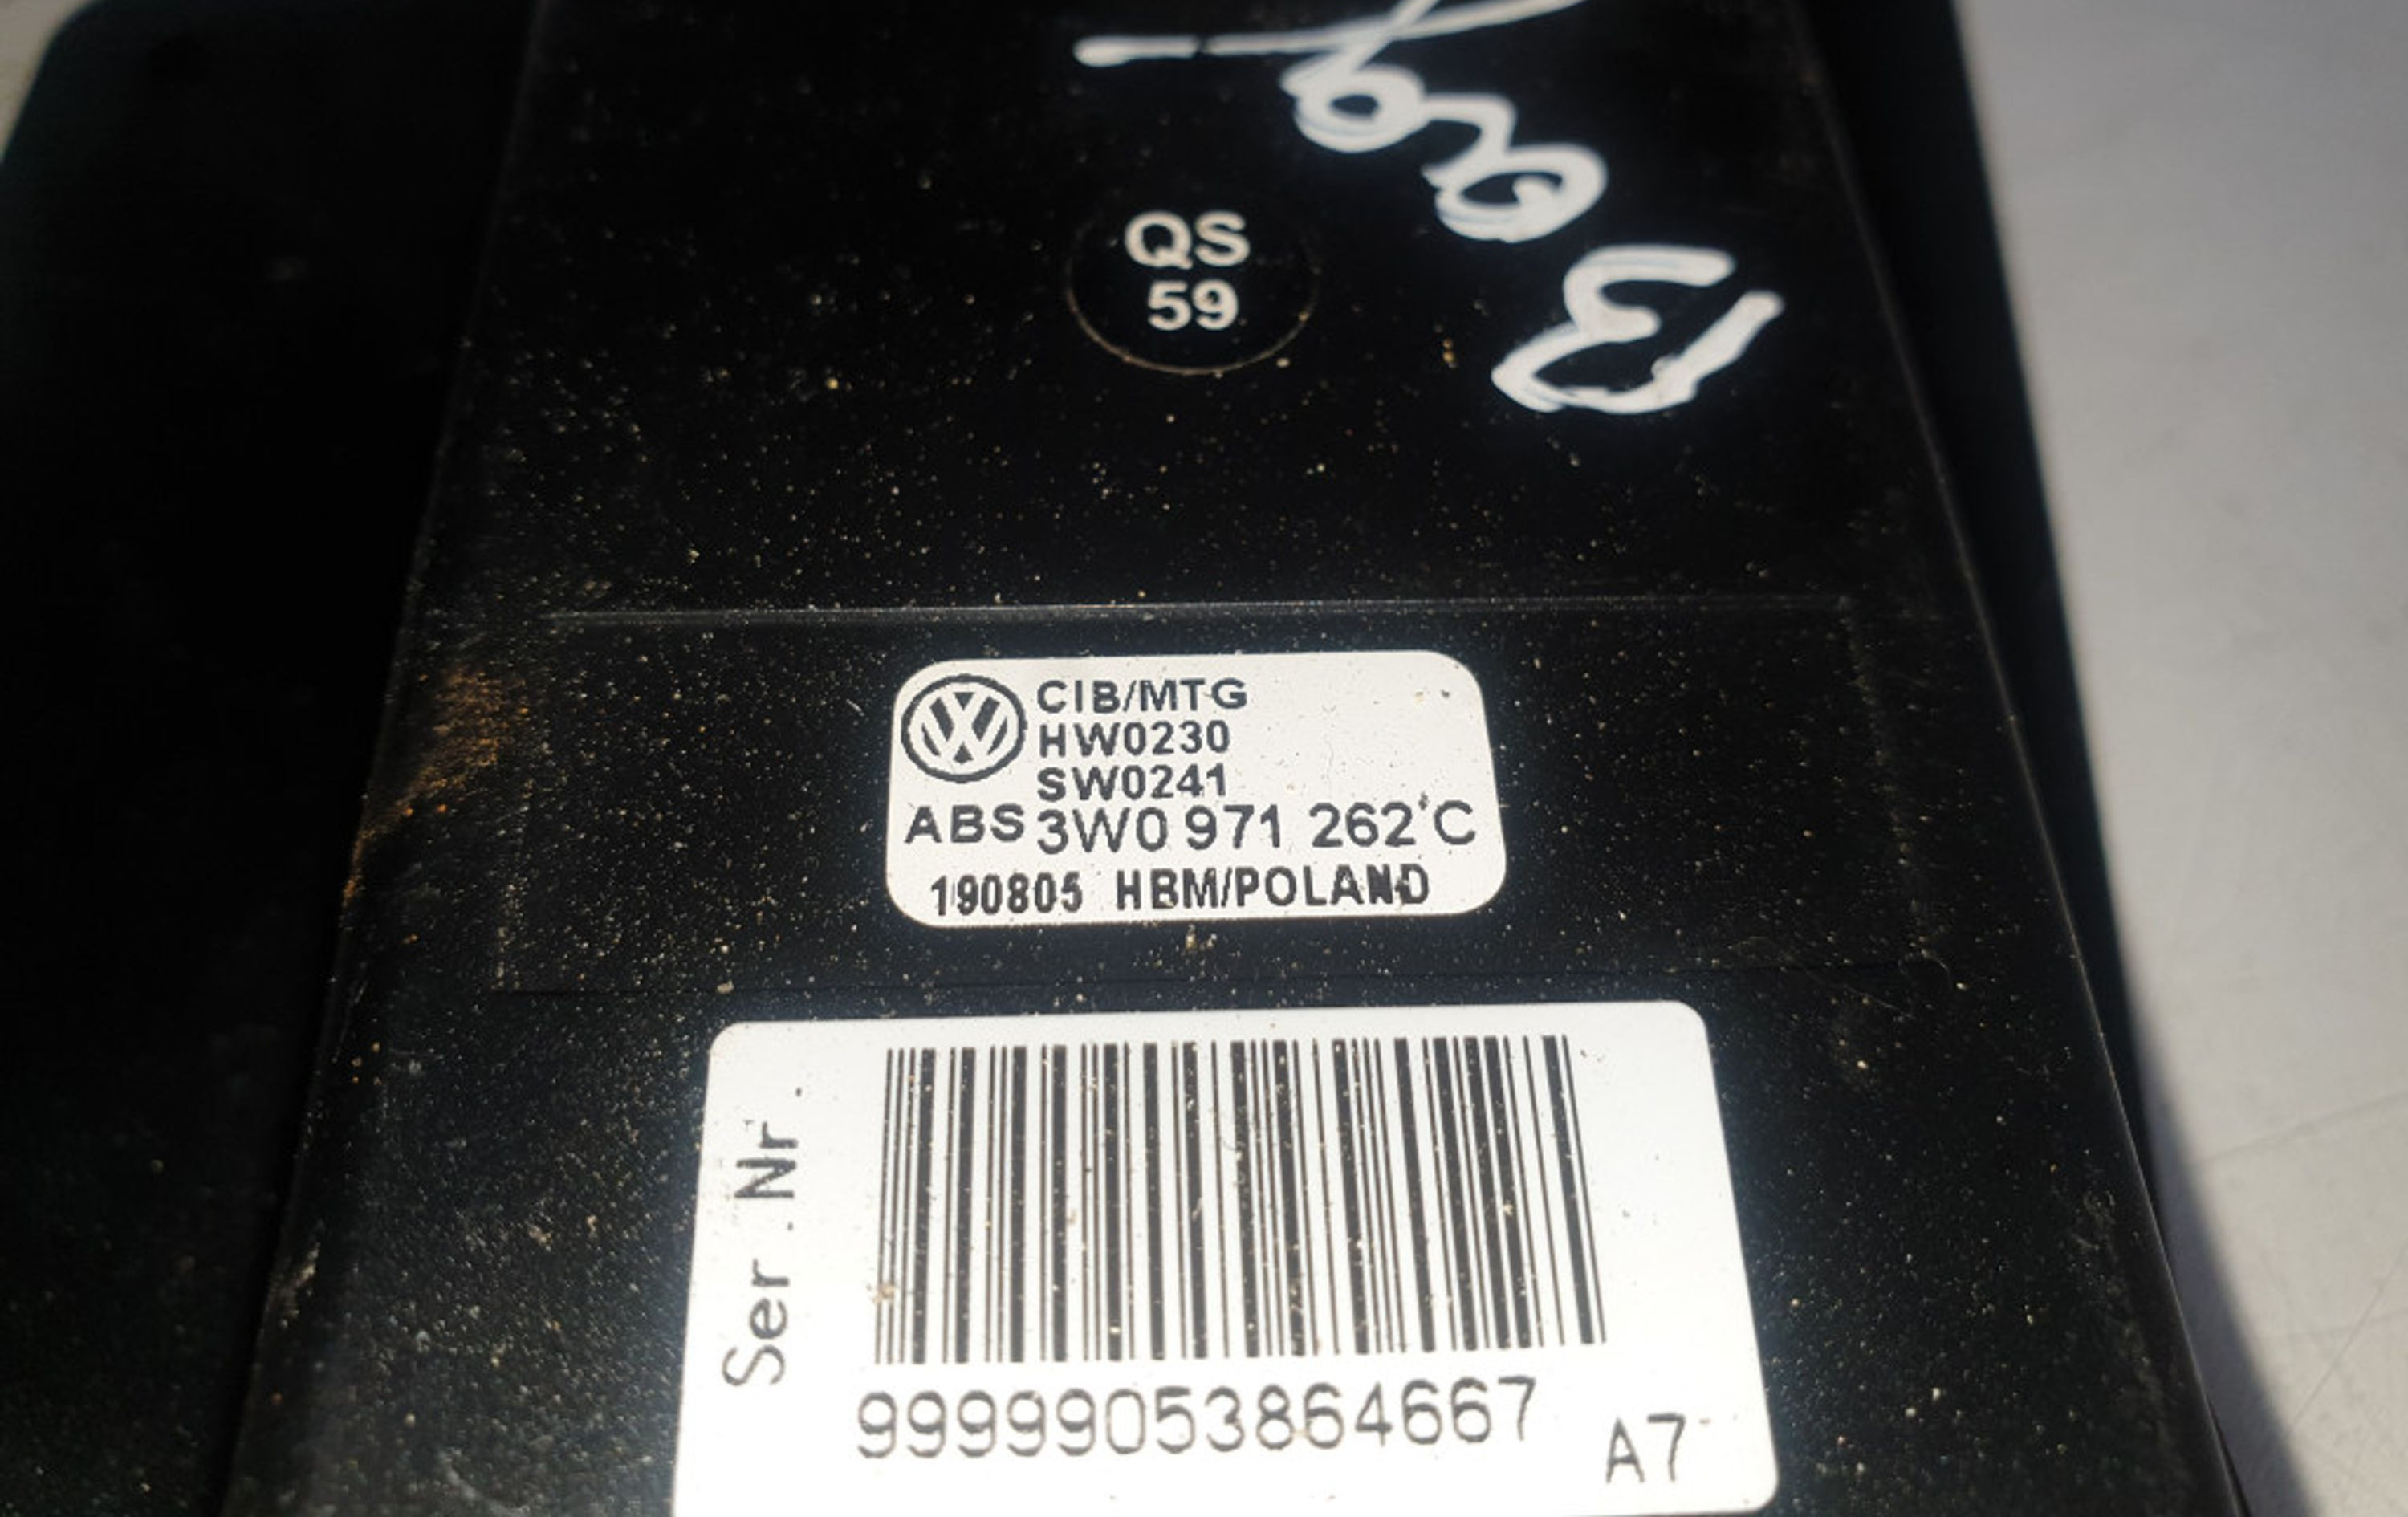 QS
59
CIB/MTG
HW0230
SW0241
ABS 3W0 971 262 C
190805 HBM/POLAND
Ser.Nr.
99999053864667
A7